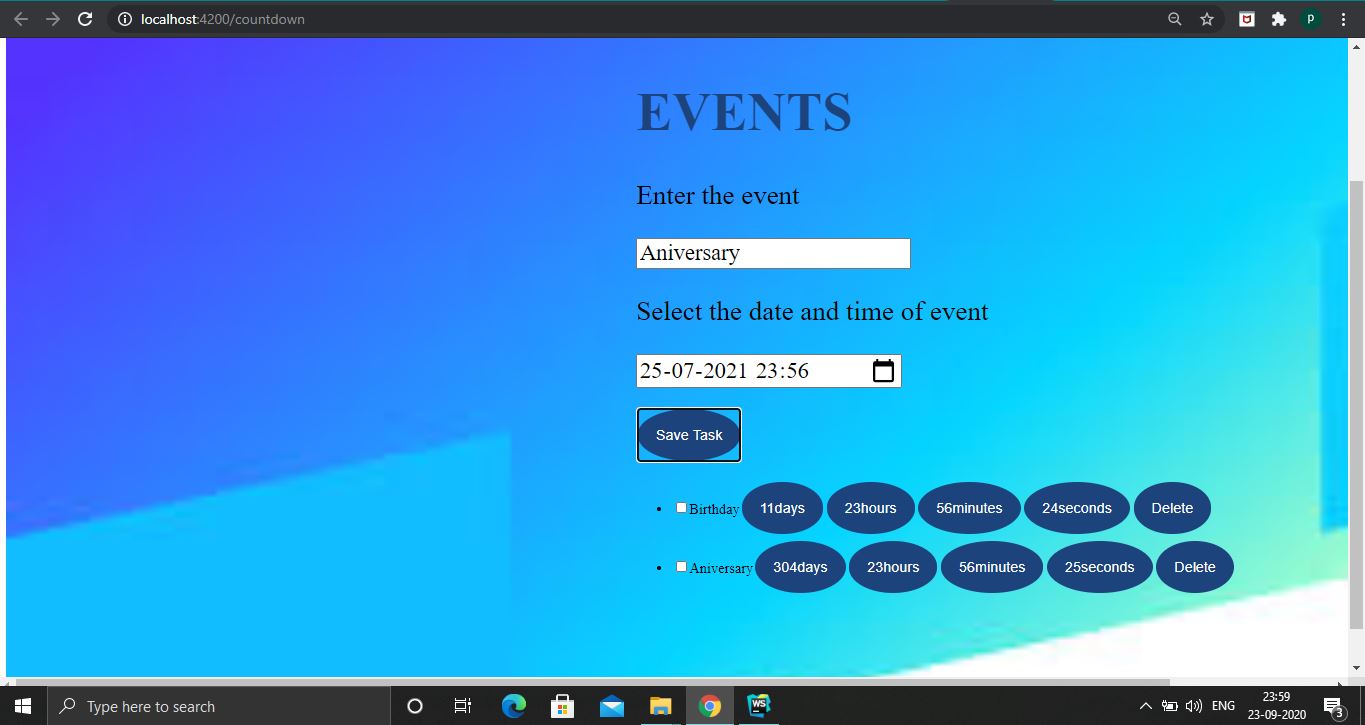 localhost:4200/countdown
p
EVENTS
Enter the event
Aniversary
Select the date and time of event
25-07-2021 23:56
Save Task
Birthday 11days 23hours 56minutes 24seconds Delete
Aniversary 304days 23hours 56minutes 25seconds Delete
Type here to search
WS
ENG
23:59
23-09-2020
3